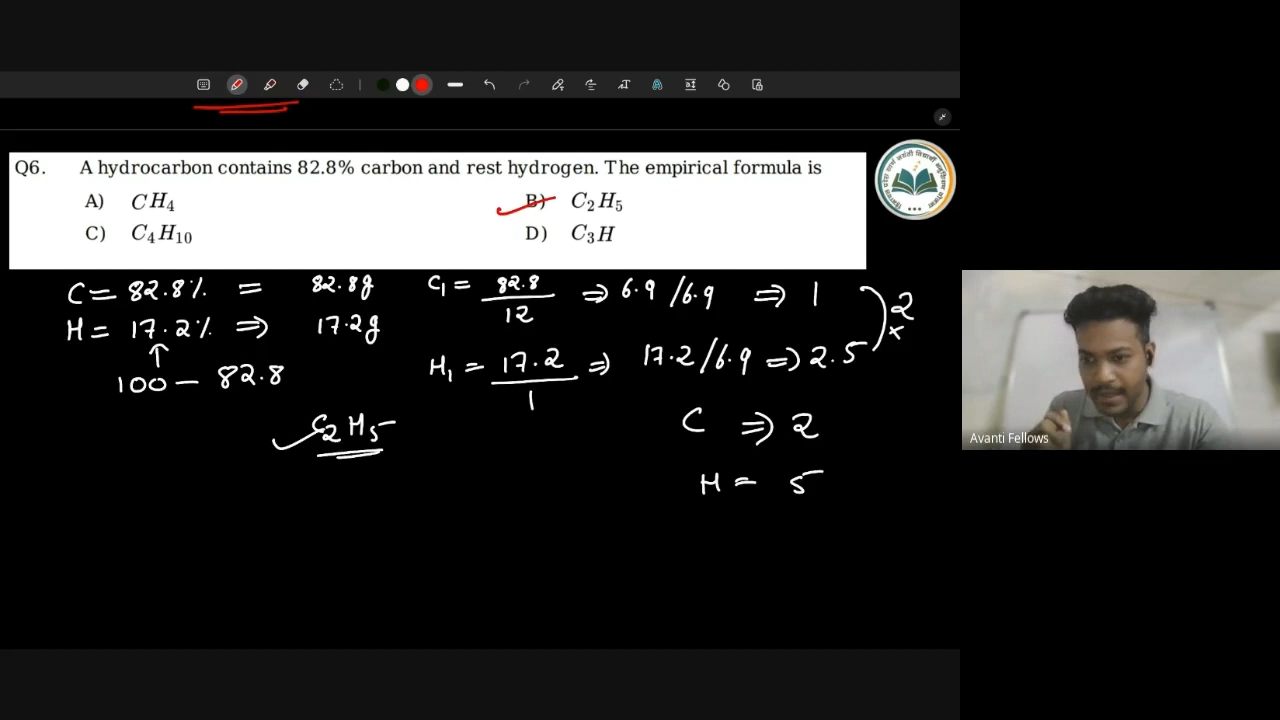 Q6. A hydrocarbon contains 82.8% carbon and rest hydrogen. The empirical formula is
A) CH₄ B) C₂H₅
C) C₄H₁₀ D) C₃H
C = 82.8% = 82.8g C₁ = 82.8/12 ⇒ 6.9/6.9 ⇒ 1
H = 17.2% ⇒ 17.2g H₁ = 17.2/1 ⇒ 17.2/6.9 ⇒ 2.5 ) 2 ×
↑
100 - 82.8
C₂H₅
C ⇒ 2
H = 5
Avanti Fellows